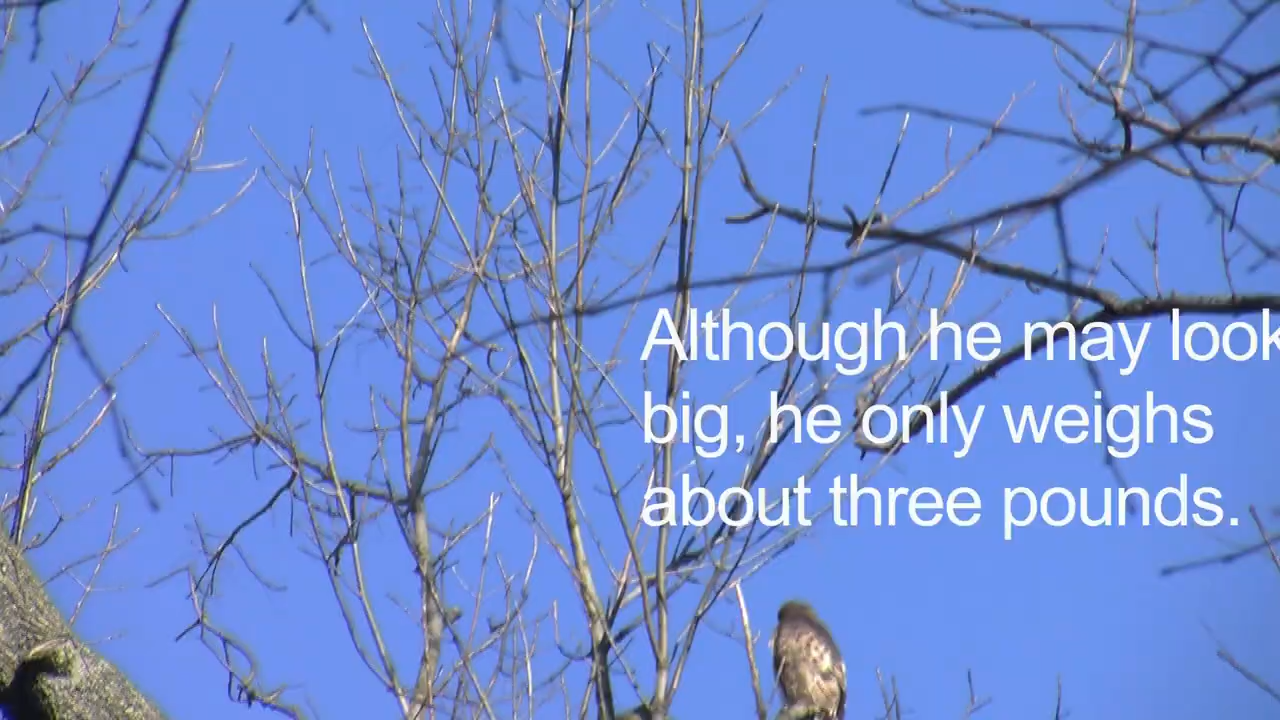 Although he may look
big, he only weighs
about three pounds.